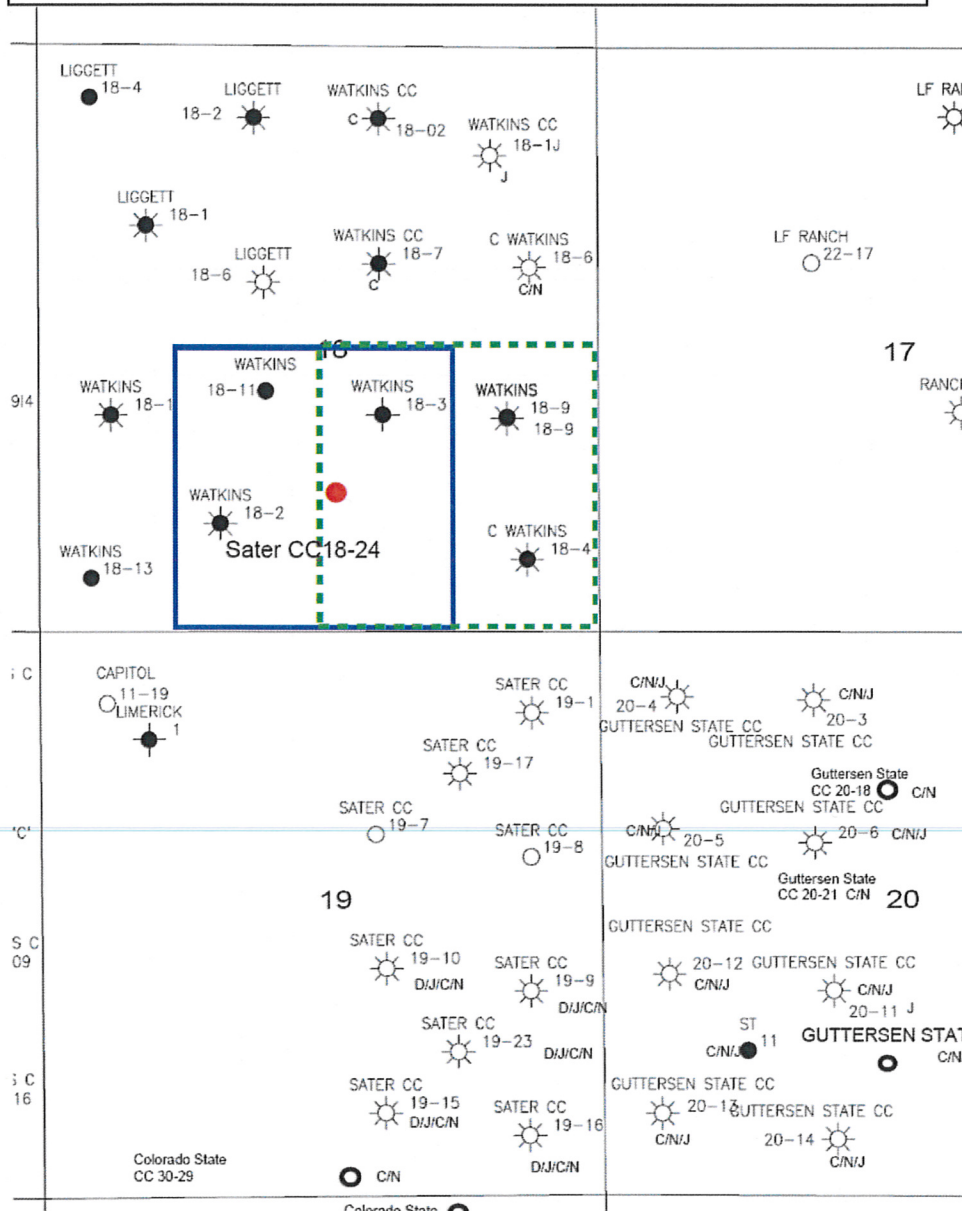 LIGGETT
18-4
LIGGETT
18-2
WATKINS CC
C
18-02
WATKINS CC
18-1J
J
LF RA
LIGGETT
18-1
LIGGETT
18-6
WATKINS CC
18-7
C
C WATKINS
18-6
C/N
LF RANCH
22-17
18
17
WATKINS
18-11
WATKINS
18-1
9|4
WATKINS
18-3
WATKINS
18-9
18-9
RANCH
WATKINS
18-2
Sater CC18-24
C WATKINS
18-4
WATKINS
18-13
CAPITOL
11-19
LIMERICK
1
SATER CC
19-1
C/N/J
20-4
GUTTERSEN STATE CC
C/N/J
20-3
GUTTERSEN STATE CC
SATER CC
19-17
Guttersen State
CC 20-18
C/N
SATER CC
19-7
'C'
SATER CC
19-8
C/N/J
20-5
GUTTERSEN STATE CC
GUTTERSEN STATE CC
20-6
C/N/J
Guttersen State
CC 20-21 C/N
19
20
GUTTERSEN STATE CC
S C
09
SATER CC
19-10
D/J/C/N
SATER CC
19-9
D/J/C/N
20-12
C/N/J
GUTTERSEN STATE CC
C/N/J
20-11 J
SATER CC
19-23
D/J/C/N
ST
11
C/N/J
GUTTERSEN STAT
C/N
16
SATER CC
19-15
D/J/C/N
SATER CC
19-16
D/J/C/N
GUTTERSEN STATE CC
20-13
C/N/J
GUTTERSEN STATE CC
20-14
C/N/J
Colorado State
CC 30-29
C/N
Colorado State